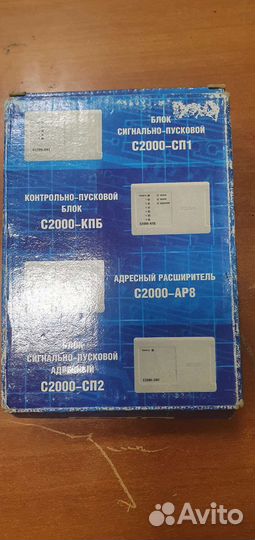 БЛОК
СИГНАЛЬНО-ПУСКОВОЙ
С2000-СП1
КОНТРОЛЬНО-ПУСКОВОЙ
БЛОК
С2000-КПБ
АДРЕСНЫЙ РАСШИРИТЕЛЬ
С2000-АР8
БЛОК
СИГНАЛЬНО-ПУСКОВОЙ
АДРЕСНЫЙ
С2000-СП2
Avito